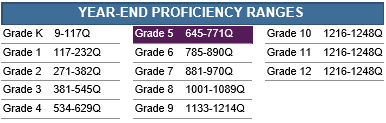 YEAR-END PROFICIENCY RANGES
Grade K 9-117Q
Grade 1 117-232Q
Grade 2 271-382Q
Grade 3 381-545Q
Grade 4 534-629Q
Grade 5 645-771Q
Grade 6 785-890Q
Grade 7 881-970Q
Grade 8 1001-1089Q
Grade 9 1133-1214Q
Grade 10 1216-1248Q
Grade 11 1216-1248Q
Grade 12 1216-1248Q